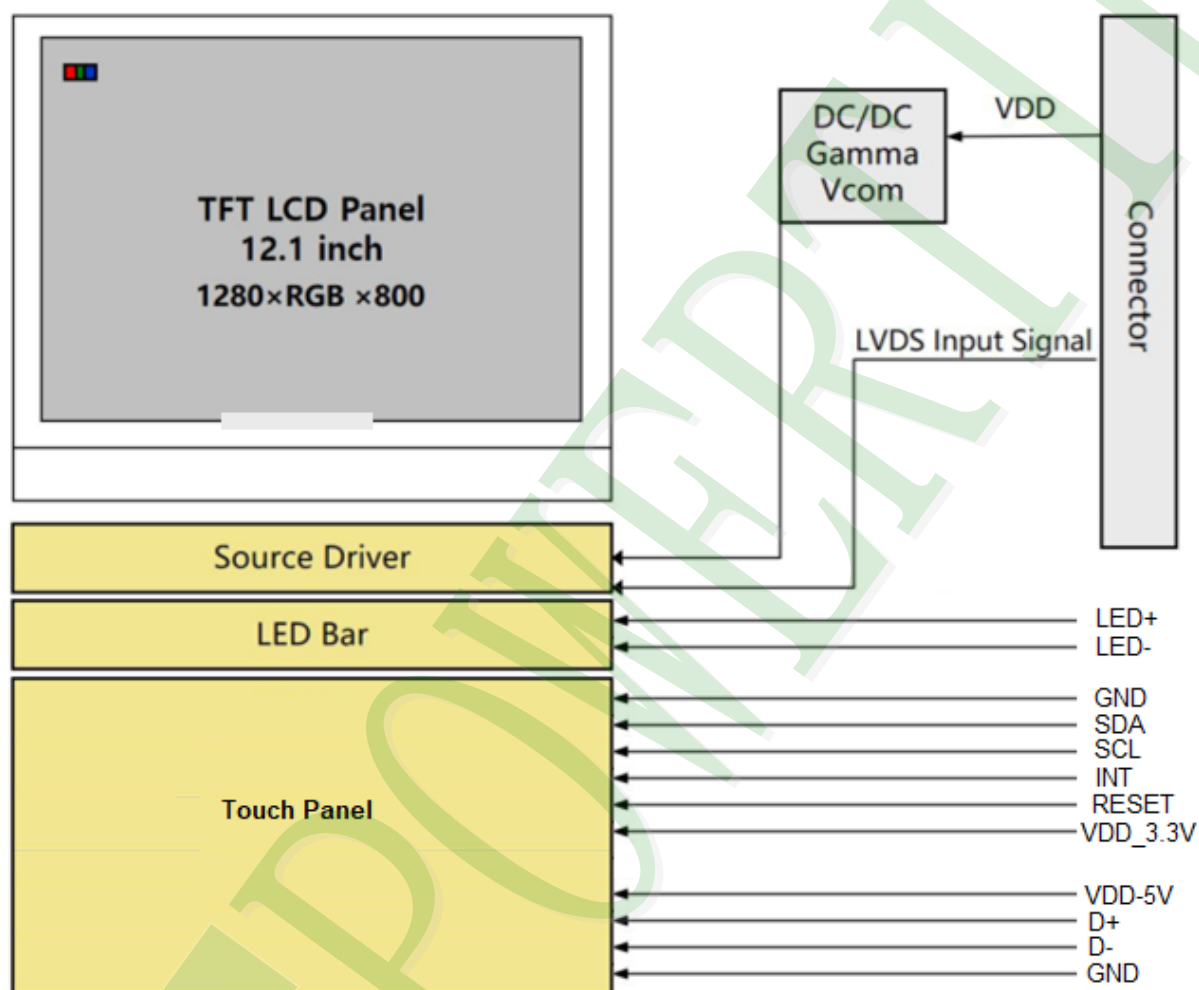 TFT LCD Panel
12.1 inch
1280×RGB ×800
DC/DC
Gamma
Vcom
VDD
Connector
LVDS Input Signal
Source Driver
LED Bar
LED+
LED-
Touch Panel
GND
SDA
SCL
INT
RESET
VDD_3.3V
VDD-5V
D+
D-
GND
POWERTI